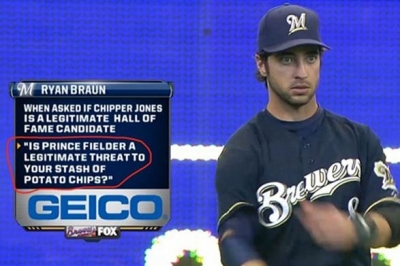 M RYAN BRAUN
WHEN ASKED IF CHIPPER JONES
IS A LEGITIMATE HALL OF
FAME CANDIDATE
"IS PRINCE FIELDER A
LEGITIMATE THREAT TO
YOUR STASH OF
POTATO CHIPS?"
GEICO
Braves FOX
M
Brewers